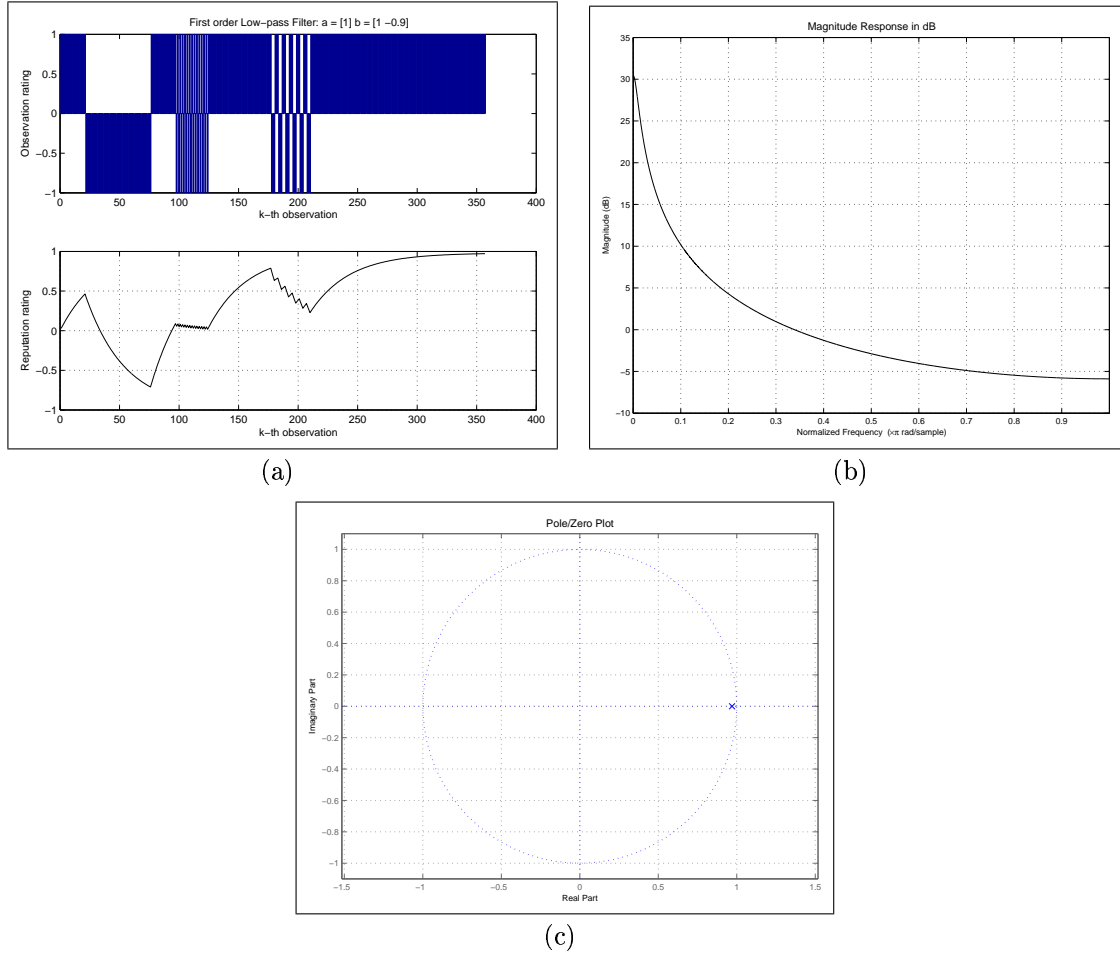 First order Low-pass Filter: a = [1] b = [1 -0.9]
Observation rating
1
0.5
0
-0.5
-1
0 50 100 150 200 250 300 350 400
k-th observation
Reputation rating
1
0.5
0
-0.5
-1
0 50 100 150 200 250 300 350 400
k-th observation
(a)
Magnitude Response in dB
Magnitude (dB)
35
30
25
20
15
10
5
0
-5
-10
0 0.1 0.2 0.3 0.4 0.5 0.6 0.7 0.8 0.9
Normalized Frequency (×π rad/sample)
(b)
Pole/Zero Plot
Imaginary Part
1
0.8
0.6
0.4
0.2
0
-0.2
-0.4
-0.6
-0.8
-1
-1.5 -1 -0.5 0 0.5 1 1.5
Real Part
(c)